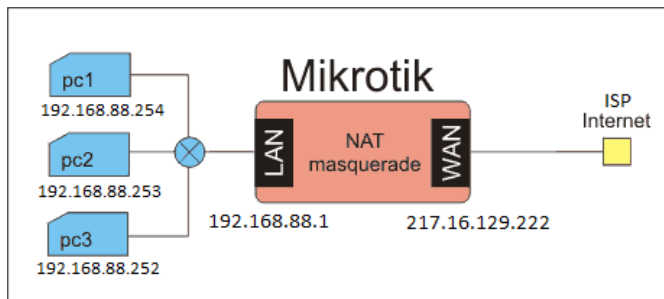 Mikrotik
pc1
192.168.88.254
pc2
192.168.88.253
pc3
192.168.88.252
LAN
NAT
masquerade
WAN
192.168.88.1
217.16.129.222
ISP
Internet